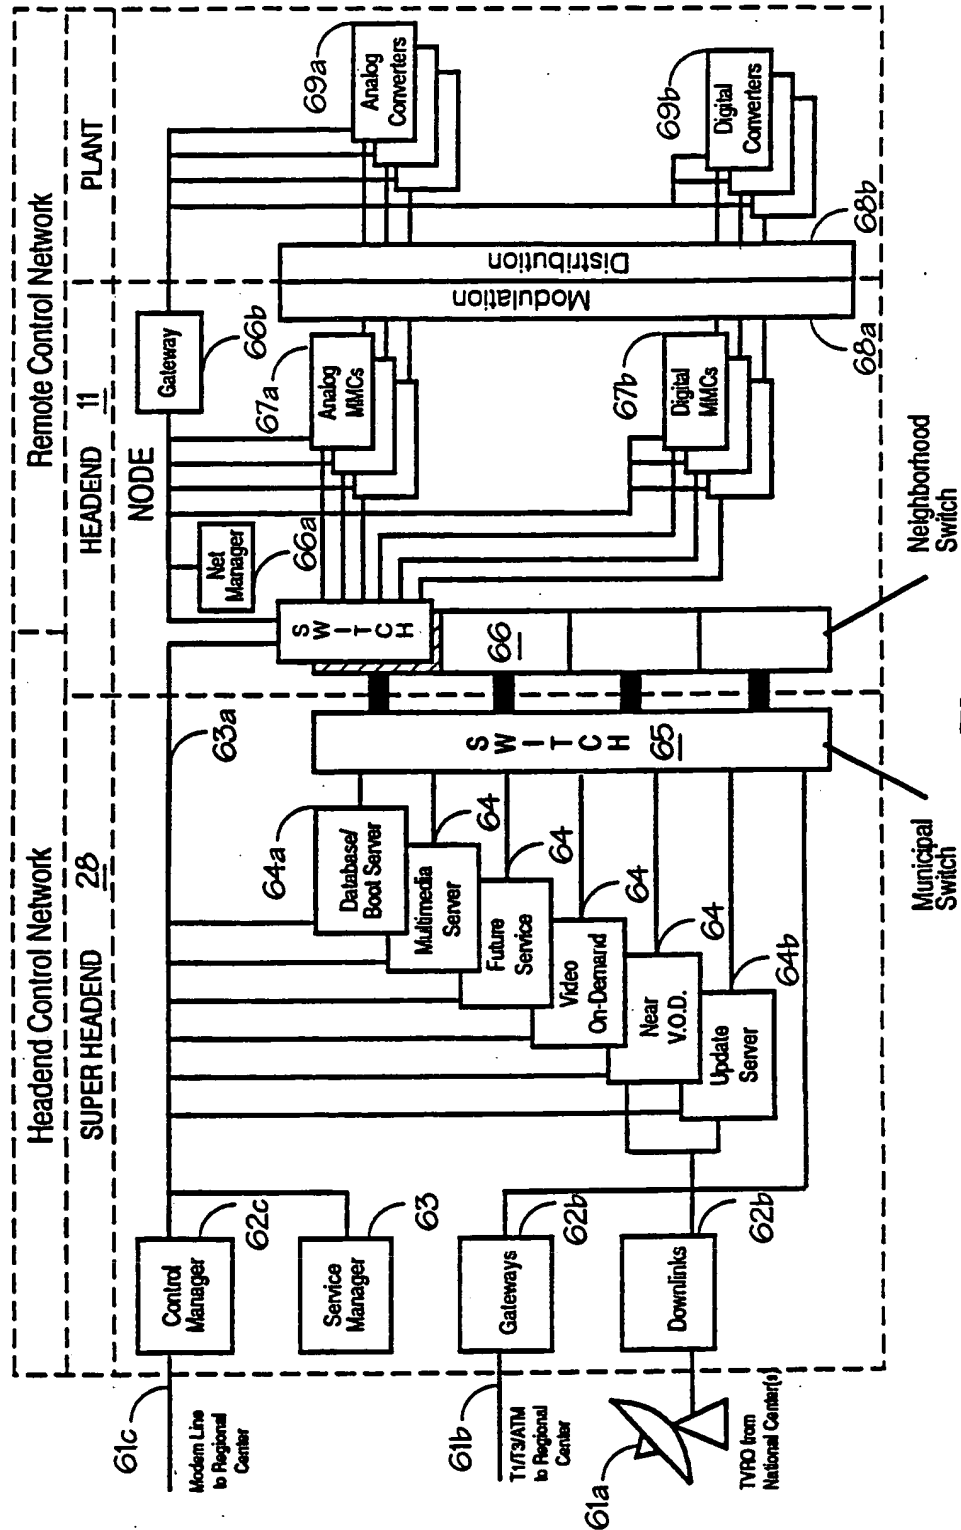 Headend Control Network
Remote Control Network
SUPER HEADEND
28
HEADEND
11
PLANT
NODE
61c
Modem Line
to Regional
Center
61b
T1/T3/ATM
to Regional
Center
61a
TVRO from
National Center(s)
Control
Manager
62c
Service
Manager
63
Gateways
62b
Downlinks
62b
63a
64a
Database/
Boot Server
Multimedia
Server
64
Future
Service
64
Video
On-Demand
64
Near
V.O.D.
64
Update
Server
64b
SWITCH
65
Municipal
Switch
SWITCH
66
Neighborhood
Switch
Net
Manager
66a
Gateway
66b
67a
Analog
MMCs
67b
Digital
MMCs
Modulation
68a
Distribution
68b
69a
Analog
Converters
69b
Digital
Converters